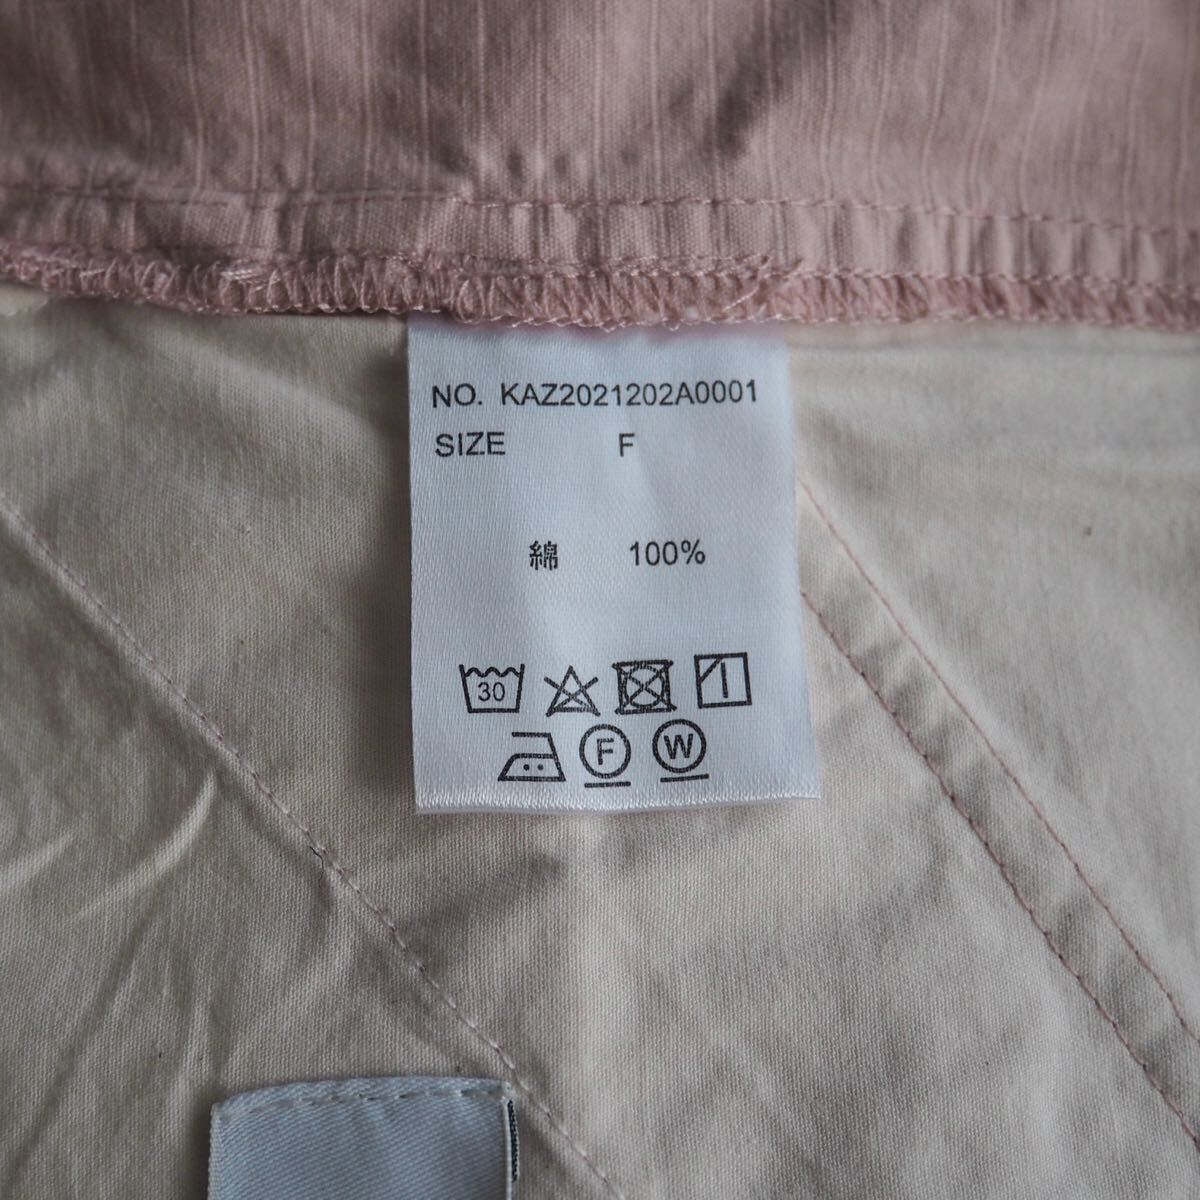 NO. KAZ2021202A0001
SIZE F
綿 100%
30
F W